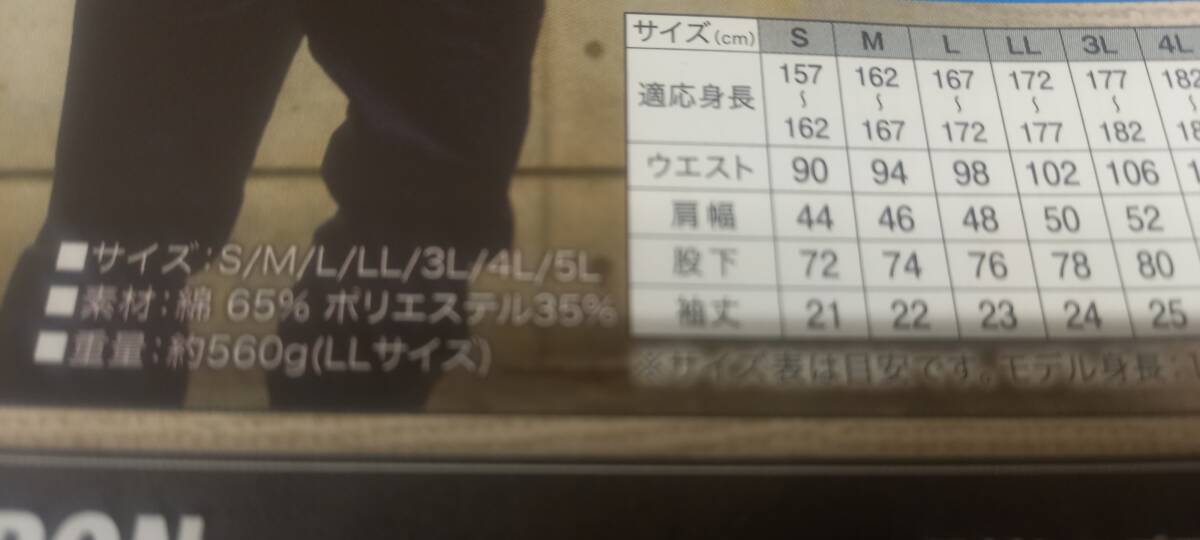 サイズ(cm) S M L LL 3L 4L
適応身長 157〜162 162〜167 167〜172 172〜177 177〜182 182〜
ウエスト 90 94 98 102 106
肩幅 44 46 48 50 52
股下 72 74 76 78 80
袖丈 21 22 23 24 25
※サイズ表は目安です。モデル身長:
■サイズ:S/M/L/LL/3L/4L/5L
■素材:綿 65% ポリエステル35%
■重量:約560g(LLサイズ)